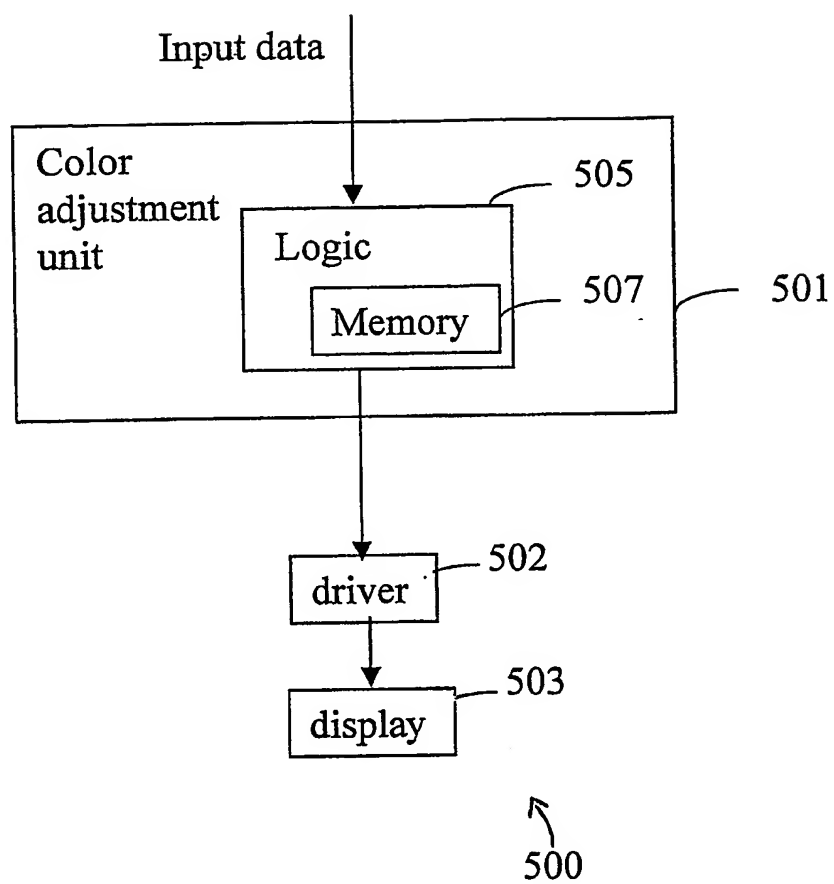 Input data
Color
adjustment
unit
505
Logic
507
501
Memory
502
driver
503
display
500